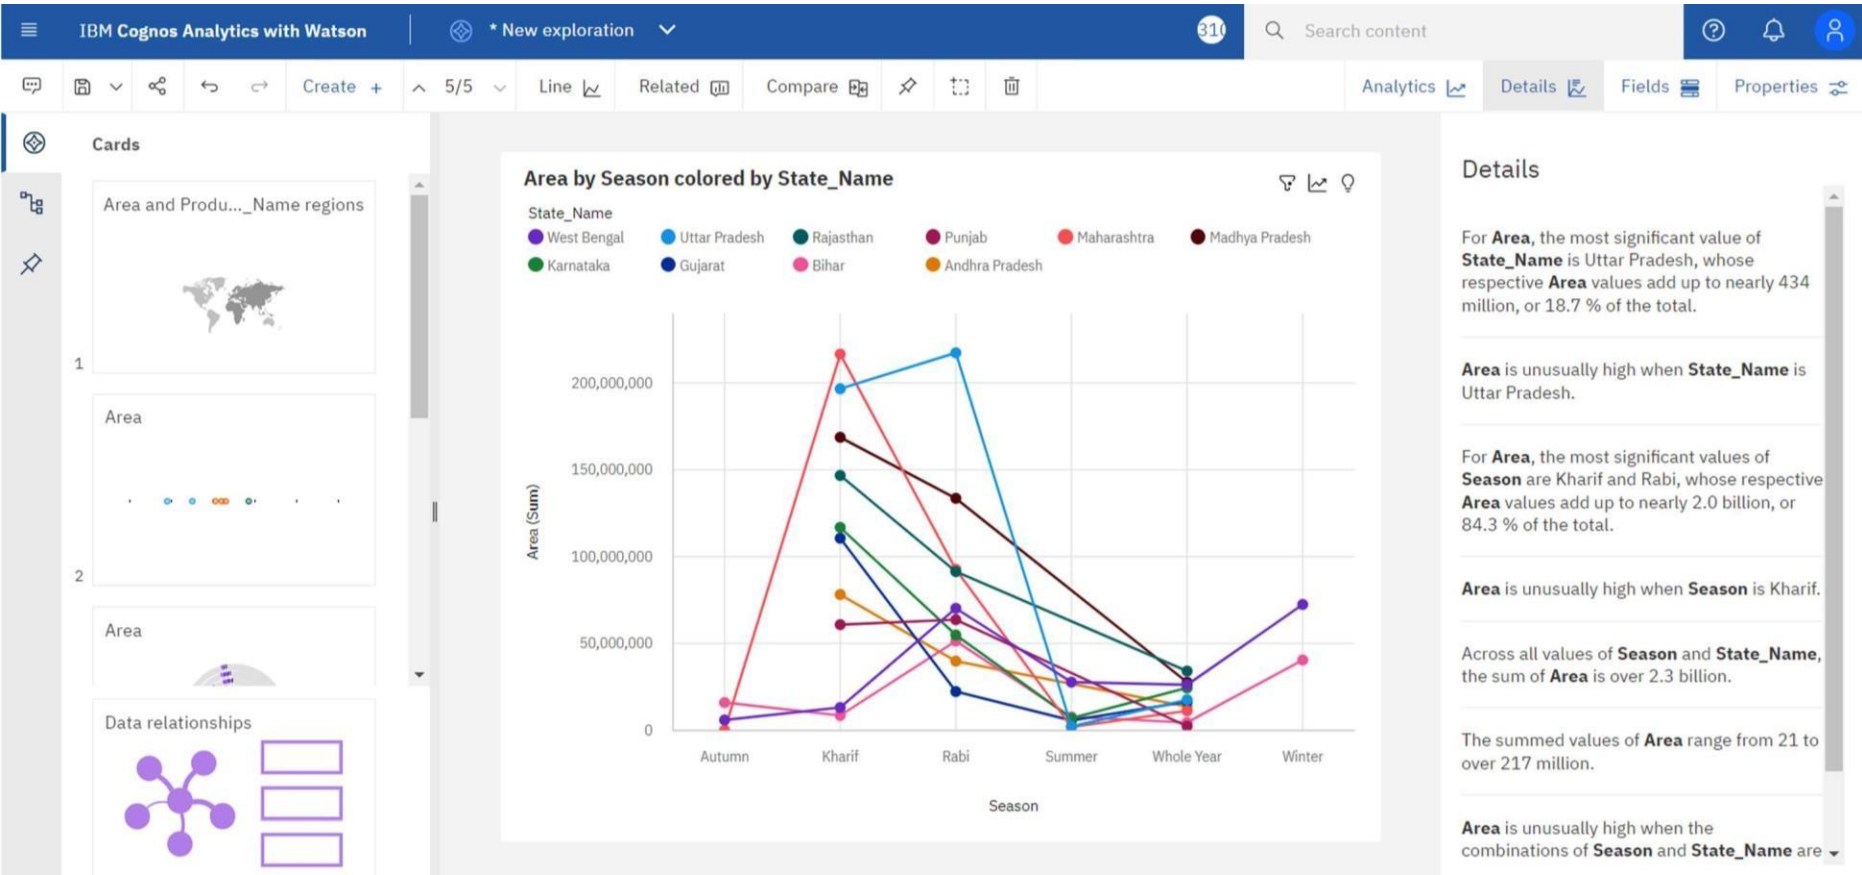 IBM Cognos Analytics with Watson
* New exploration
Search content
Create +
5/5
Line
Related
Compare
Analytics
Details
Fields
Properties
Cards
Area and Produ..._Name regions
1
Area
2
Area
Data relationships
Area by Season colored by State_Name
State_Name
West Bengal Uttar Pradesh Rajasthan Punjab Maharashtra Madhya Pradesh
Karnataka Gujarat Bihar Andhra Pradesh
Area (Sum)
200,000,000
150,000,000
100,000,000
50,000,000
0
Autumn Kharif Rabi Summer Whole Year Winter
Season
Details
For Area, the most significant value of
State_Name is Uttar Pradesh, whose
respective Area values add up to nearly 434
million, or 18.7 % of the total.
Area is unusually high when State_Name is
Uttar Pradesh.
For Area, the most significant values of
Season are Kharif and Rabi, whose respective
Area values add up to nearly 2.0 billion, or
84.3 % of the total.
Area is unusually high when Season is Kharif.
Across all values of Season and State_Name,
the sum of Area is over 2.3 billion.
The summed values of Area range from 21 to
over 217 million.
Area is unusually high when the
combinations of Season and State_Name are